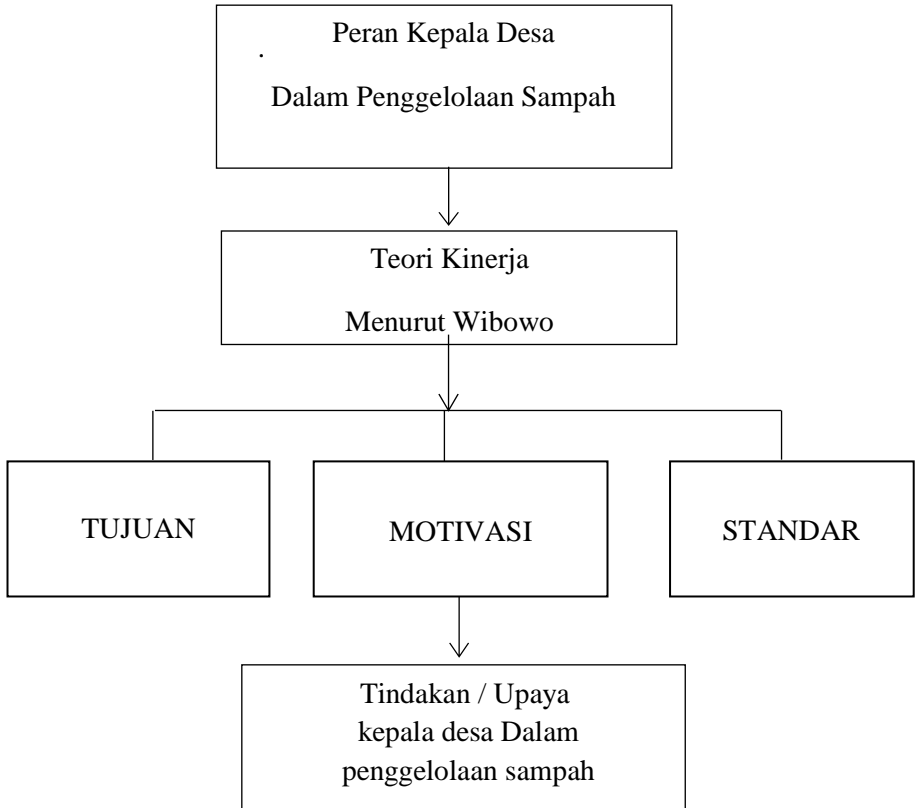 Peran Kepala Desa
.
Dalam Penggelolaan Sampah
Teori Kinerja
Menurut Wibowo
TUJUAN
MOTIVASI
STANDAR
Tindakan / Upaya
kepala desa Dalam
penggelolaan sampah